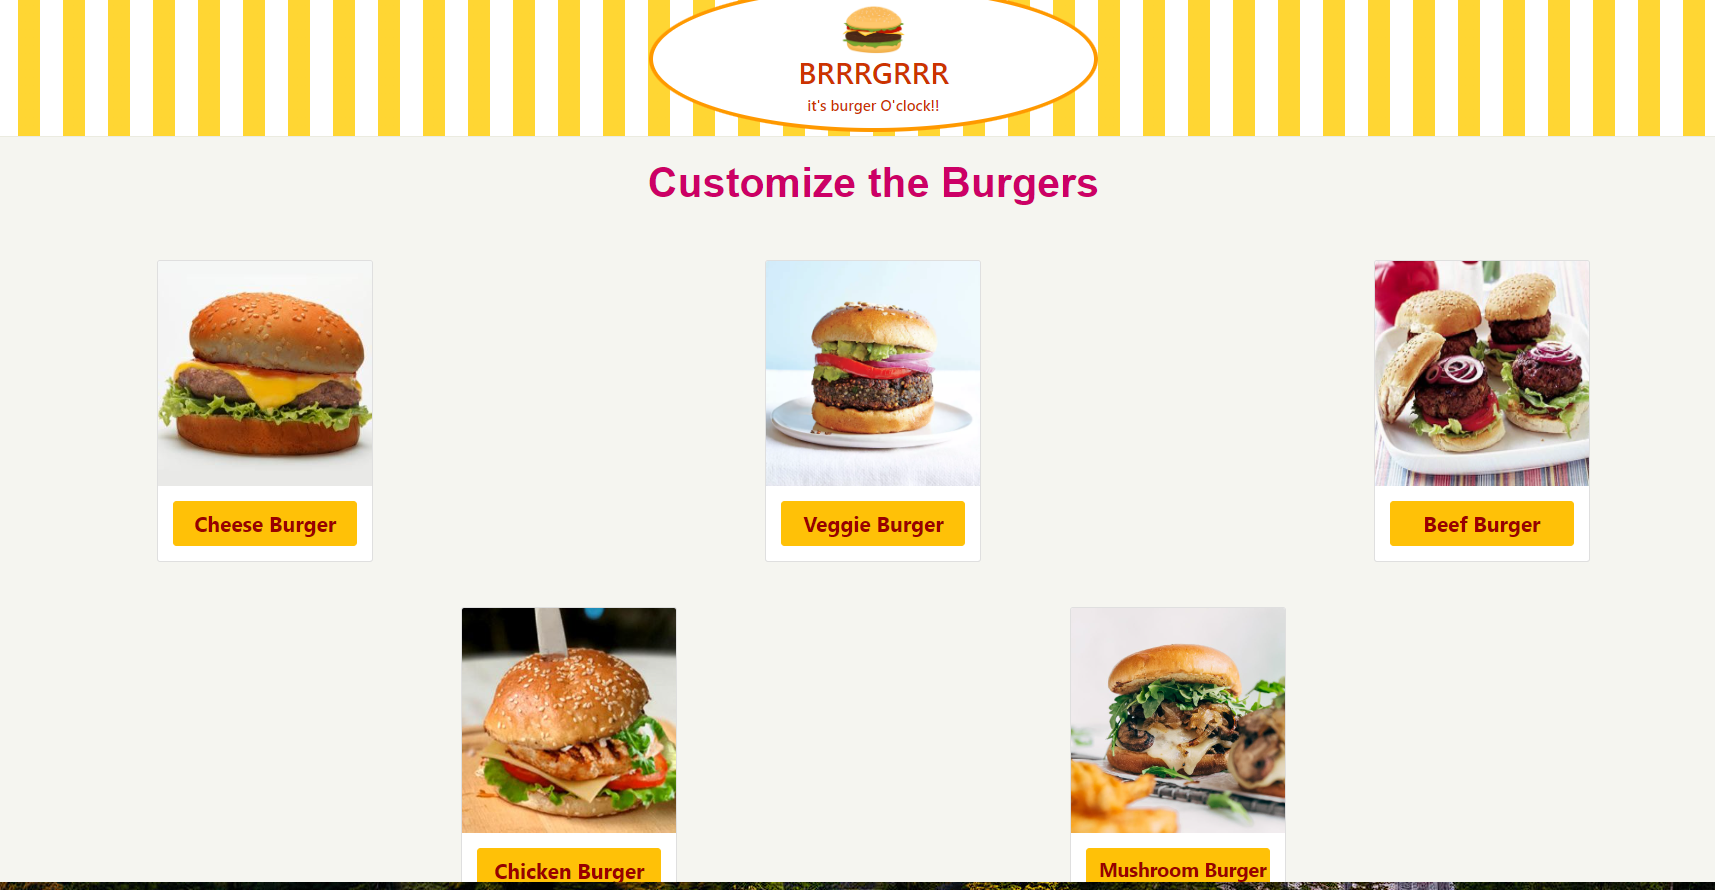 BRRRGRRR
it's burger O'clock!!
Customize the Burgers
Cheese Burger
Veggie Burger
Beef Burger
Chicken Burger
Mushroom Burger